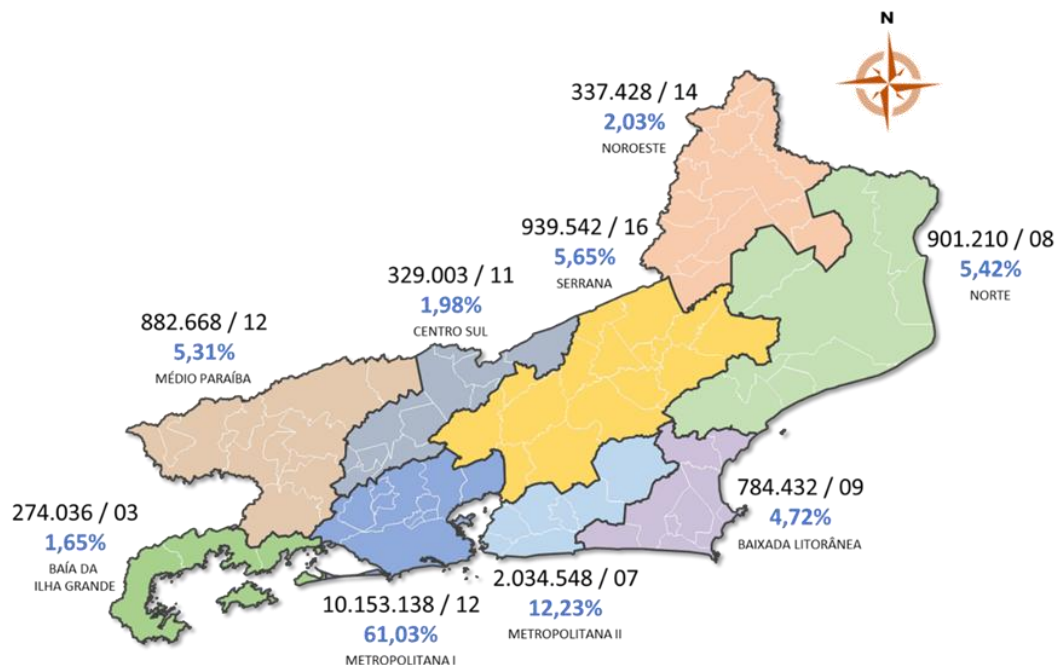 N
337.428 / 14
2,03%
NOROESTE
939.542 / 16
5,65%
SERRANA
901.210 / 08
5,42%
NORTE
329.003 / 11
1,98%
CENTRO SUL
882.668 / 12
5,31%
MÉDIO PARAÍBA
274.036 / 03
1,65%
BAÍA DA
ILHA GRANDE
784.432 / 09
4,72%
BAIXADA LITORÂNEA
2.034.548 / 07
12,23%
METROPOLITANA II
10.153.138 / 12
61,03%
METROPOLITANA I